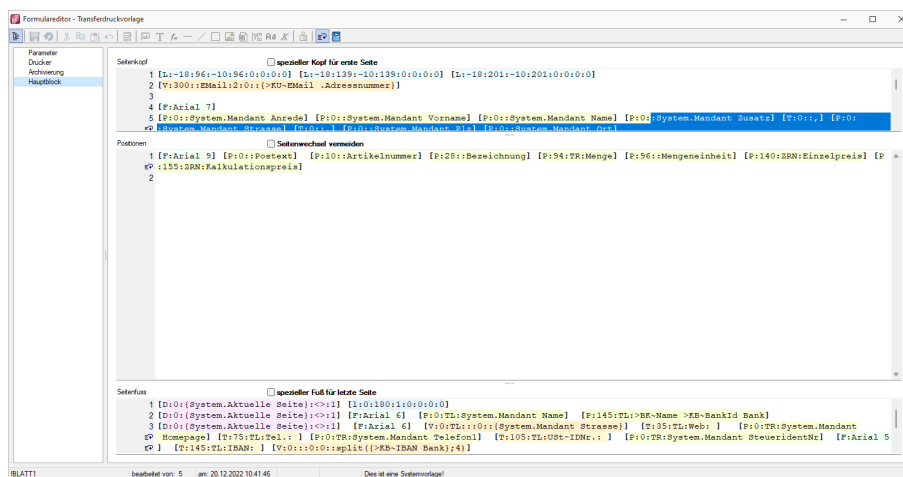 Formulareditor - Transferdruckvorlage
Parameter
Drucker
Archivierung
Hauptblock
Seitenkopf
spezieller Kopf für erste Seite
1 [L:-18:96:-10:96:0:0:0:0] [L:-18:139:-10:139:0:0:0:0] [L:-18:201:-10:201:0:0:0:0]
2 [V:300::EMail:2:0::{>KU~EMail .Adressnummer}]
3
4 [F:Arial 7]
5 [P:0::System.Mandant Anrede] [P:0::System.Mandant Vorname] [P:0::System.Mandant Name] [P:0::System.Mandant Zusatz] [T:0::,] [P:0:
:System.Mandant Strasse] [T:0::,] [P:0::System.Mandant Plz] [P:0::System.Mandant Ort]
Positionen
Seitenwechsel vermeiden
1 [F:Arial 9] [P:0::Postext] [P:10::Artikelnummer] [P:28::Bezeichnung] [P:94:TR:Menge] [P:96::Mengeneinheit] [P:140:ZRN:Einzelpreis] [P
:155:ZRN:Kalkulationspreis]
2
Seitenfuss
spezieller Fuß für letzte Seite
1 [D:0:{System.Aktuelle Seite}:<>:1] [l:0:180:1:0:0:0:0]
2 [D:0:{System.Aktuelle Seite}:<>:1] [F:Arial 6] [P:0:TL:System.Mandant Name] [P:145:TL:>BK~Name >KB~BankId Bank]
3 [D:0:{System.Aktuelle Seite}:<>:1] [F:Arial 6] [V:0:TL:::0::{System.Mandant Strasse}] [T:35:TL:Web: ] [P:0:TR:System.Mandant
Homepage] [T:75:TL:Tel.: ] [P:0:TR:System.Mandant Telefon1] [T:105:TL:USt-IDNr.: ] [P:0:TR:System.Mandant SteueridentNr] [F:Arial 5
] [T:145:TL:IBAN: ] [V:0:::0:0::split({>KB~IBAN Bank};4)]
!BLATT1
bearbeitet von: 5
am: 20.12.2022 10:41:46
Dies ist eine Systemvorlage!